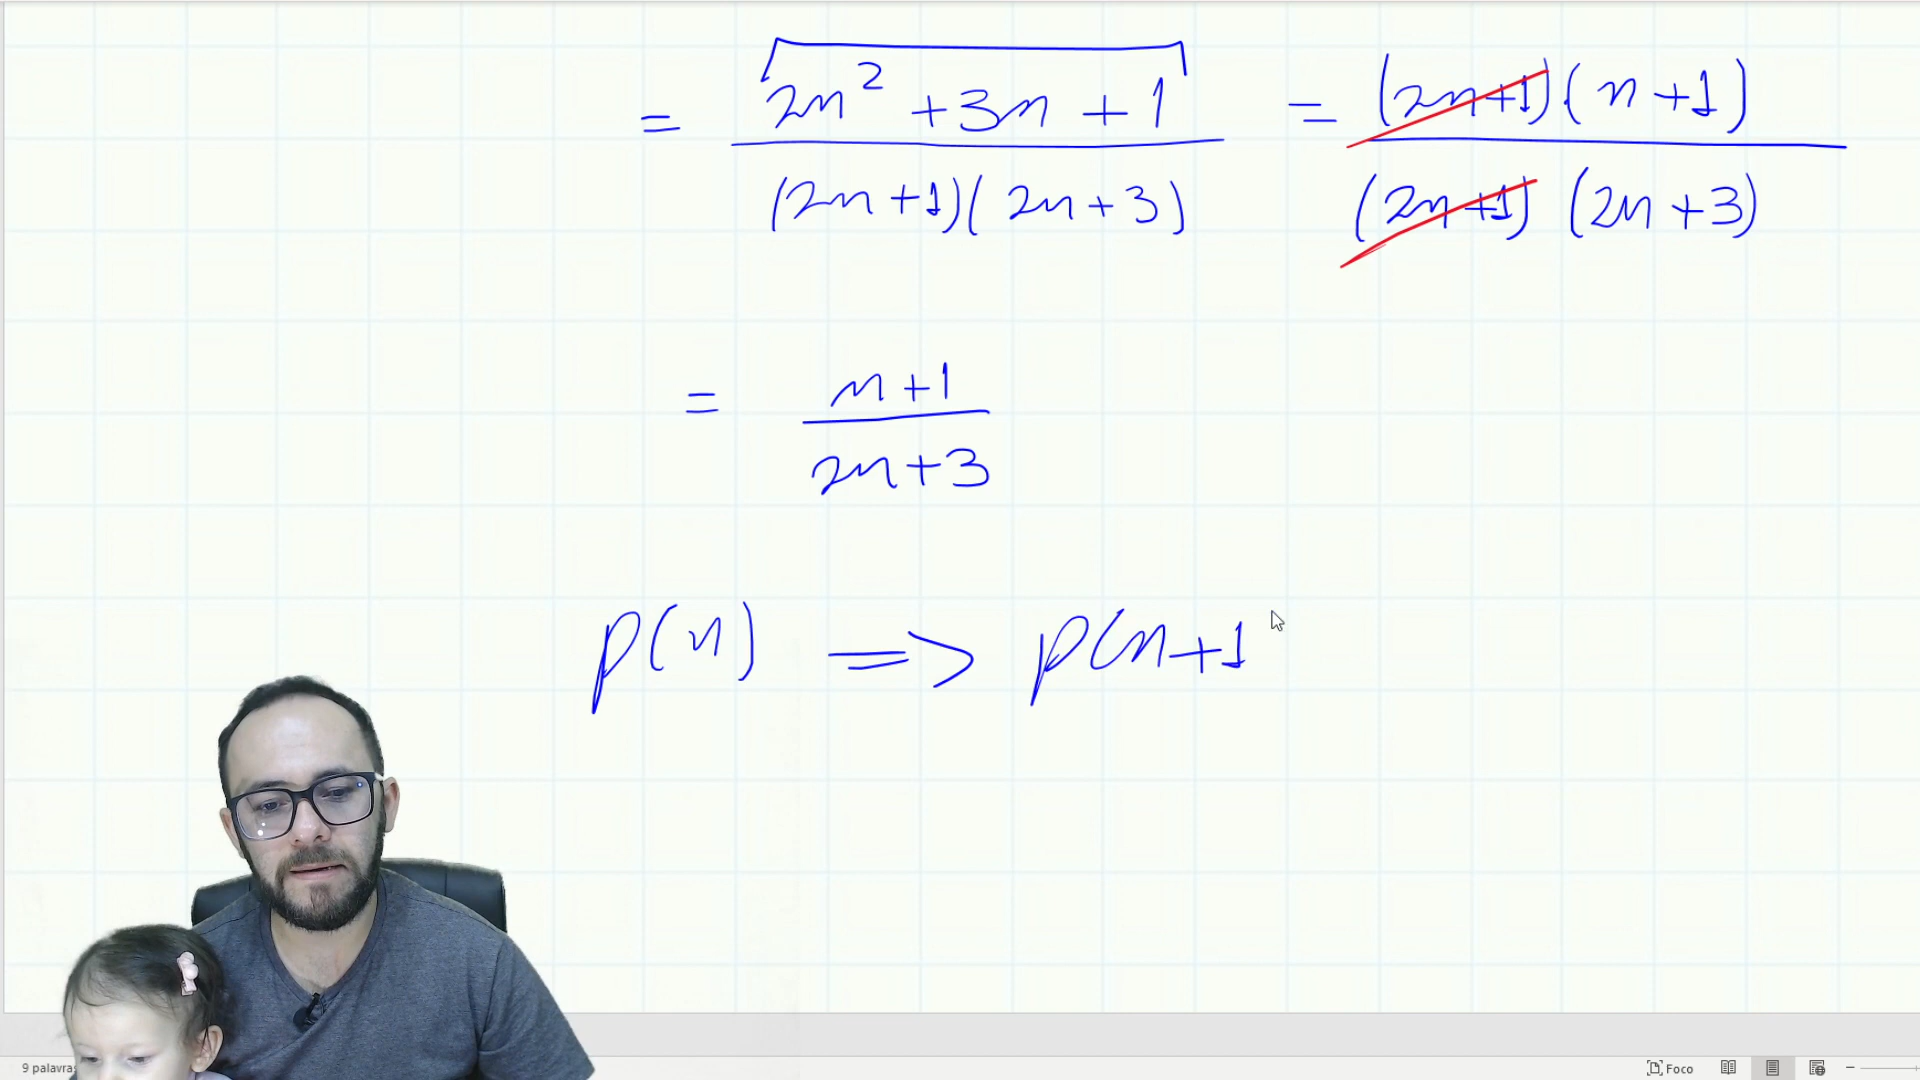 = 2n² + 3n + 1 / (2n+1)(2n+3) = (2n+1)·(n+1) / (2n+1)(2n+3)
= n+1 / 2n+3
p(n) => p(n+1
9 palavras
Foco